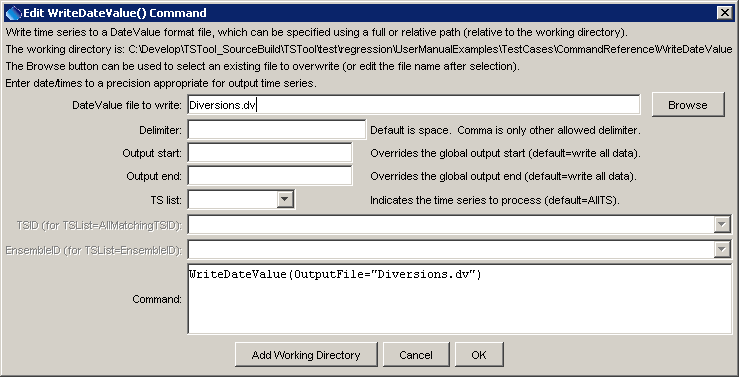 Edit WriteDateValue() Command
Write time series to a DateValue format file, which can be specified using a full or relative path (relative to the working directory).
The working directory is: C:\Develop\TSTool_SourceBuild\TSTool\test\regression\UserManualExamples\TestCases\CommandReference\WriteDateValue
The Browse button can be used to select an existing file to overwrite (or edit the file name after selection).
Enter date/times to a precision appropriate for output time series.
DateValue file to write: Diversions.dv Browse
Delimiter: Default is space. Comma is only other allowed delimiter.
Output start: Overrides the global output start (default=write all data).
Output end: Overrides the global output end (default=write all data).
TS list: Indicates the time series to process (default=AllTS).
TSID (for TSList=AllMatchingTSID):
EnsembleID (for TSList=EnsembleID):
Command: WriteDateValue(OutputFile="Diversions.dv")
Add Working Directory Cancel OK